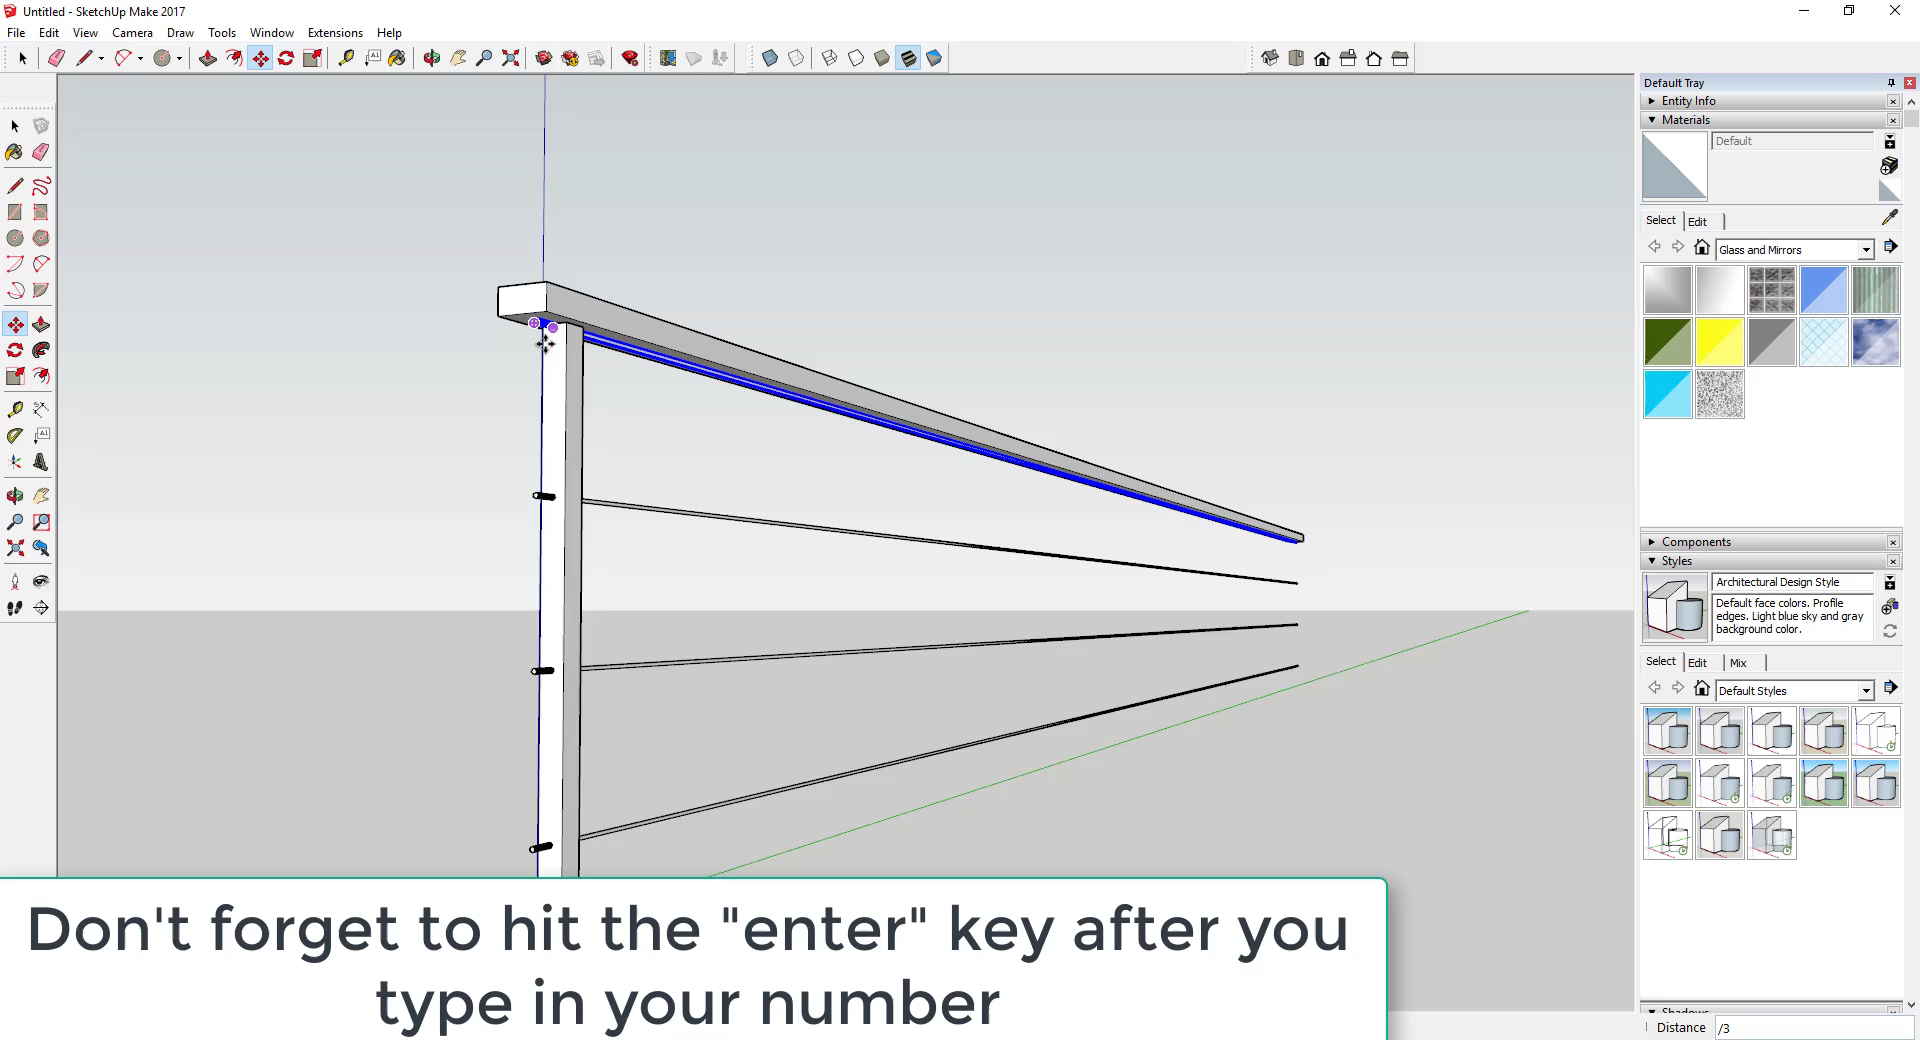 Untitled - SketchUp Make 2017
File Edit View Camera Draw Tools Window Extensions Help
Default Tray
Entity Info
Materials
Default
Select Edit
Glass and Mirrors
Components
Styles
Architectural Design Style
Default face colors. Profile
edges. Light blue sky and gray
background color.
Select Edit Mix
Default Styles
Shadows
Distance /3
Don't forget to hit the "enter" key after you
type in your number